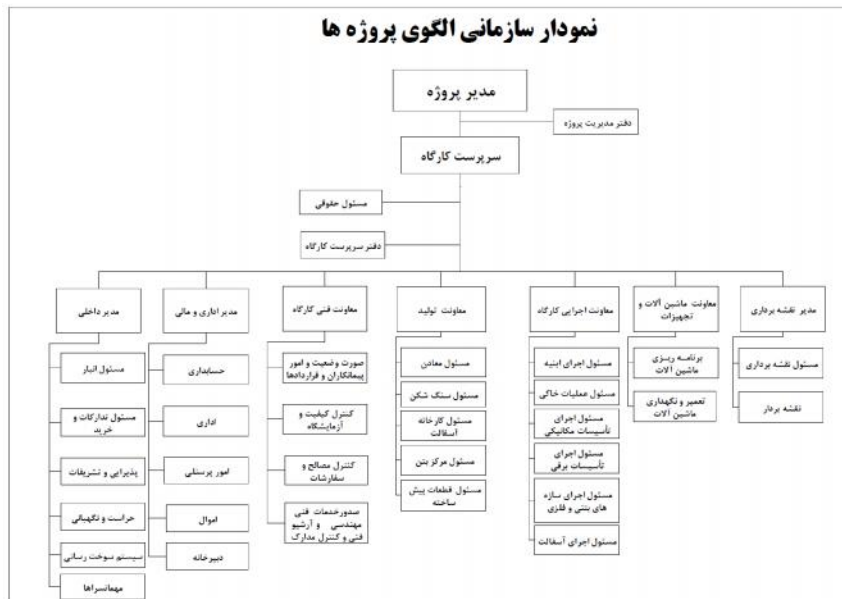 نمودار سازمانی الگوی پروژه ها
مدیر پروژه
دفتر مدیریت پروژه
سرپرست کارگاه
مسئول حقوقی
دفتر سرپرست کارگاه
مدیر نقشه برداری
مسئول نقشه برداری
نقشه بردار
معاونت ماشین آلات و
تجهیزات
برنامه ریزی
ماشین آلات
تعمیر و نگهداری
ماشین آلات
معاونت اجرایی کارگاه
مسئول اجرای ابنیه
مسئول عملیات خاکی
مسئول اجرای
تأسیسات مکانیکی
مسئول اجرای
تأسیسات برقی
مسئول اجرای سازه
های بتنی و فلزی
مسئول اجرای آسفالت
معاونت تولید
مسئول معادن
مسئول سنگ شکن
مسئول کارخانه
آسفالت
مسئول مرکز بتن
مسئول قطعات پیش
ساخته
معاونت فنی کارگاه
صورت وضعیت و امور
پیمانکاران و قراردادها
کنترل کیفیت و
آزمایشگاه
کنترل مصالح و
سفارشات
صدور خدمات فنی
مهندسی و آرشیو
فنی و کنترل مدارک
مدیر اداری و مالی
حسابداری
اداری
امور پرسنلی
اموال
دبیرخانه
مدیر داخلی
مسئول انبار
مسئول تدارکات و
خرید
پذیرایی و تشریفات
حراست و نگهبانی
سیستم سوخت رسانی
مهمانسراها